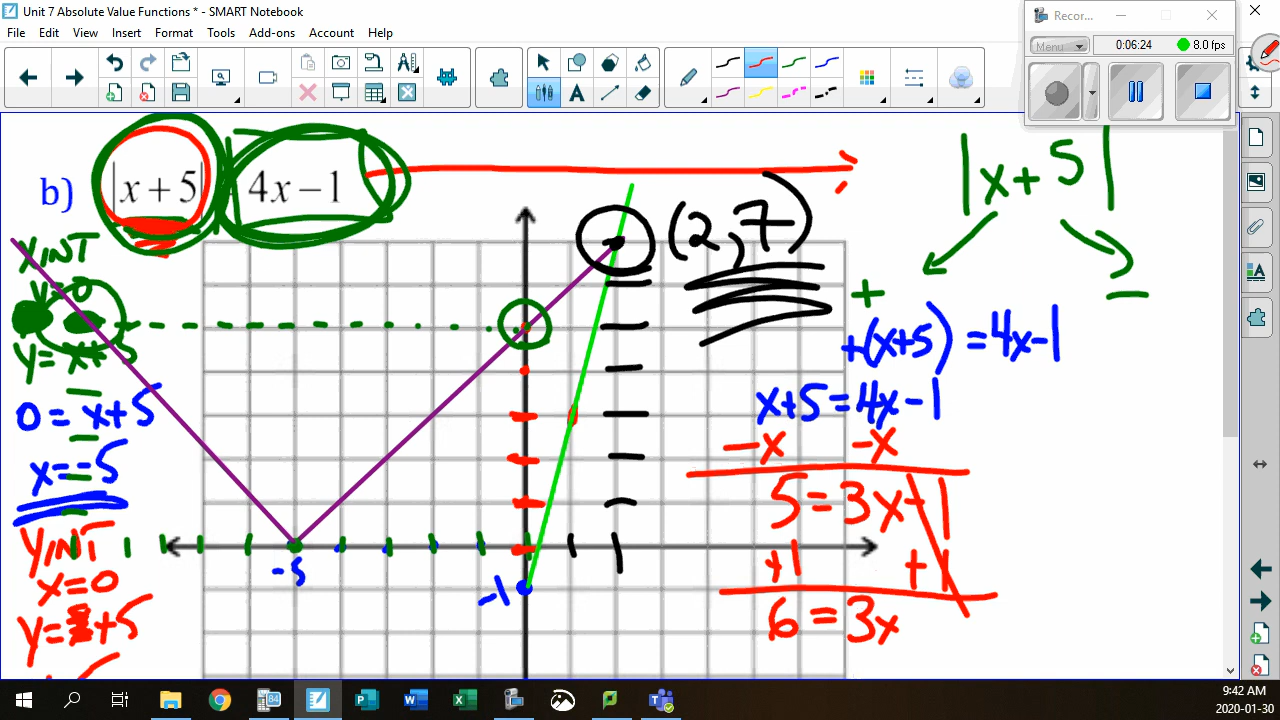 Unit 7 Absolute Value Functions * - SMART Notebook
File Edit View Insert Format Tools Add-ons Account Help
Recor...
Menu 0:06:24 8.0 fps
b) |x + 5| 4x − 1
|x + 5|
+ −
(2,7)
X INT
y=0
y= x+5
0 = x+5
x=-5
Y INT
x=0
y= +5
-5
-1
+(x+5) = 4x-1
x+5 = 4x-1
-x -x
5 = 3x-1
+1 +1
6 = 3x
84
9:42 AM
2020-01-30